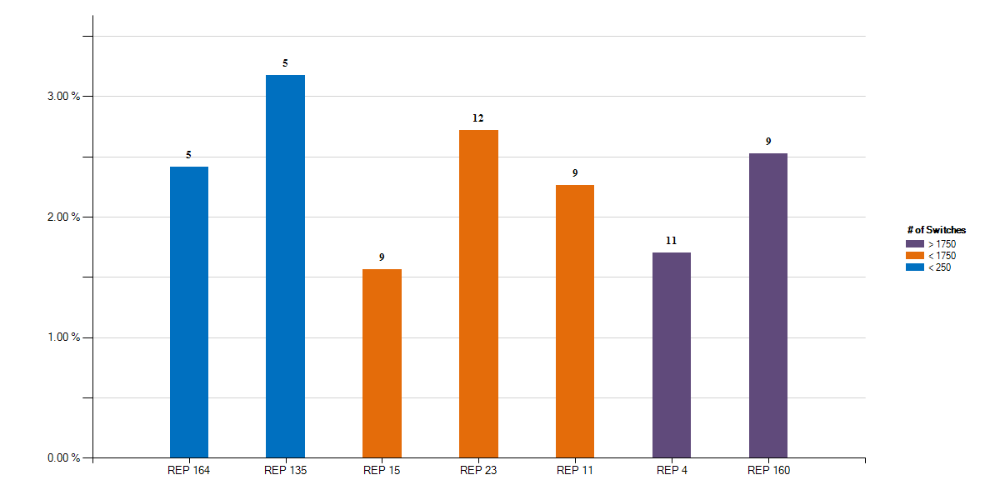 3.00 %
2.00 %
1.00 %
0.00 %
5
5
9
12
9
11
9
REP 164
REP 135
REP 15
REP 23
REP 11
REP 4
REP 160
# of Switches
> 1750
< 1750
< 250